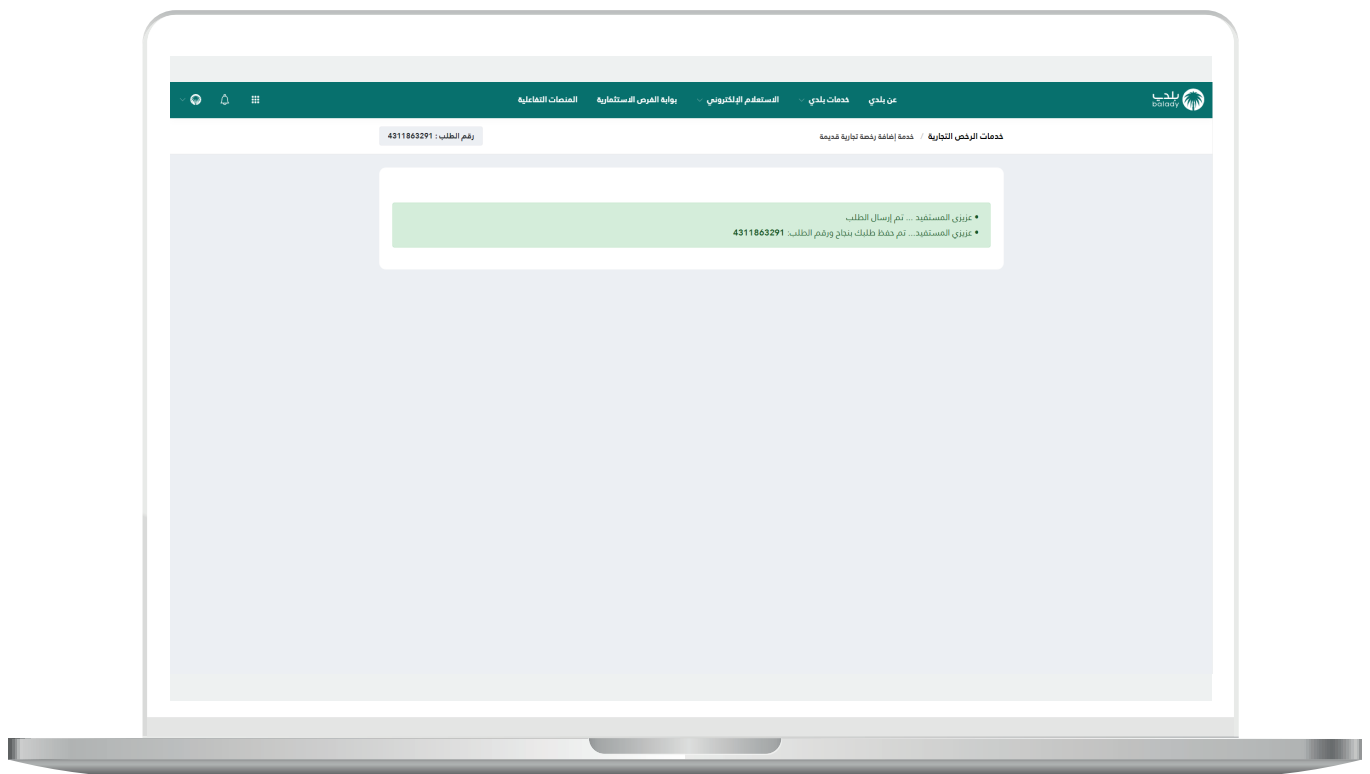 بلدي
balady
عن بلدي خدمات بلدي الاستعلام الإلكتروني بوابة الفرص الاستثمارية المنصات التفاعلية
خدمات الرخص التجارية / خدمة إضافة رخصة تجارية قديمة
رقم الطلب : 4311863291
• عزيزي المستفيد ... تم إرسال الطلب
• عزيزي المستفيد... تم حفظ طلبك بنجاح ورقم الطلب: 4311863291